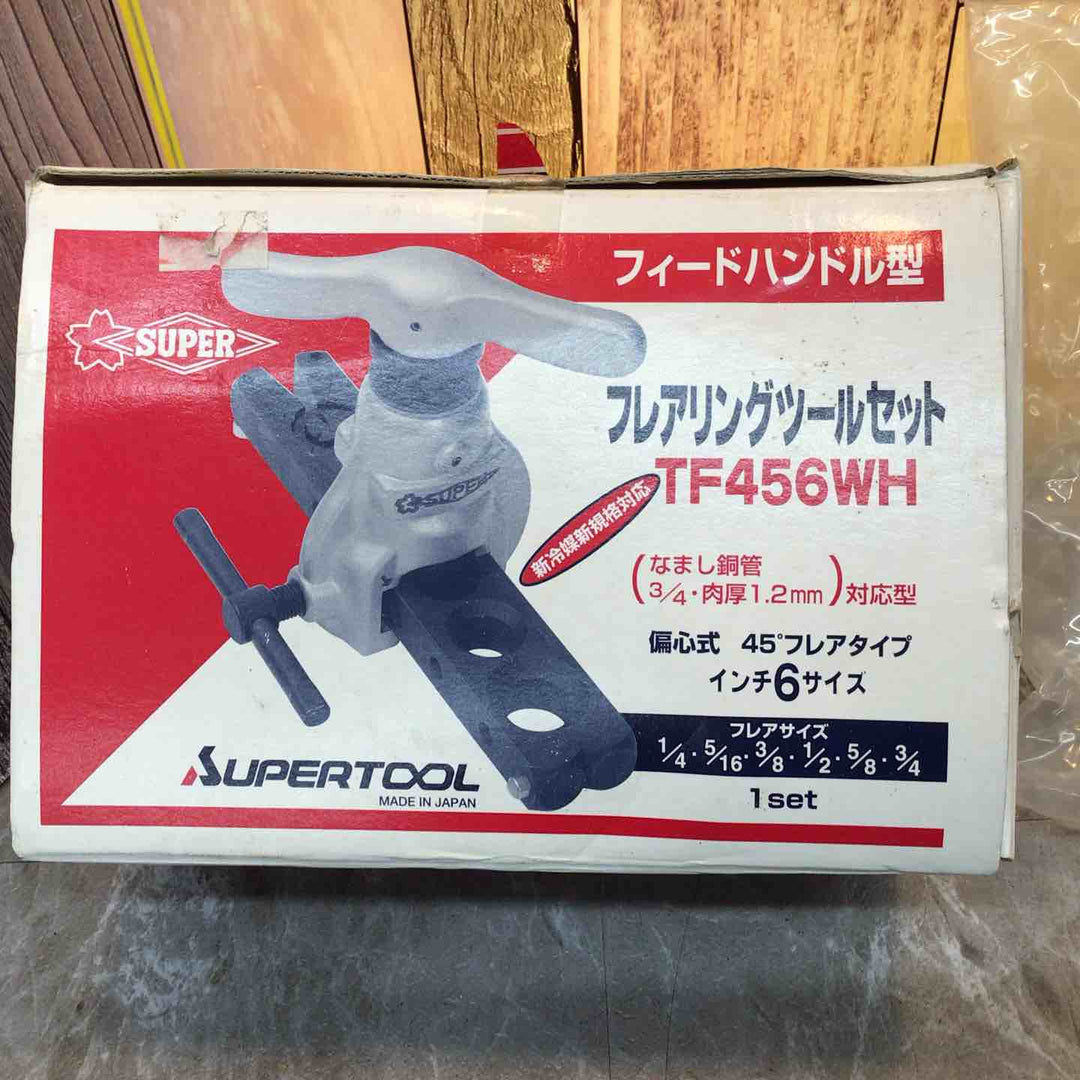 フィードハンドル型
SUPER
フレアリングツールセット
TF456WH
SUPER
新冷媒新規格対応
(なまし銅管
3/4・肉厚1.2mm)対応型
偏心式 45°フレアタイプ
インチ6サイズ
フレアサイズ
1/4・5/16・3/8・1/2・5/8・3/4
1set
SUPERTOOL
MADE IN JAPAN